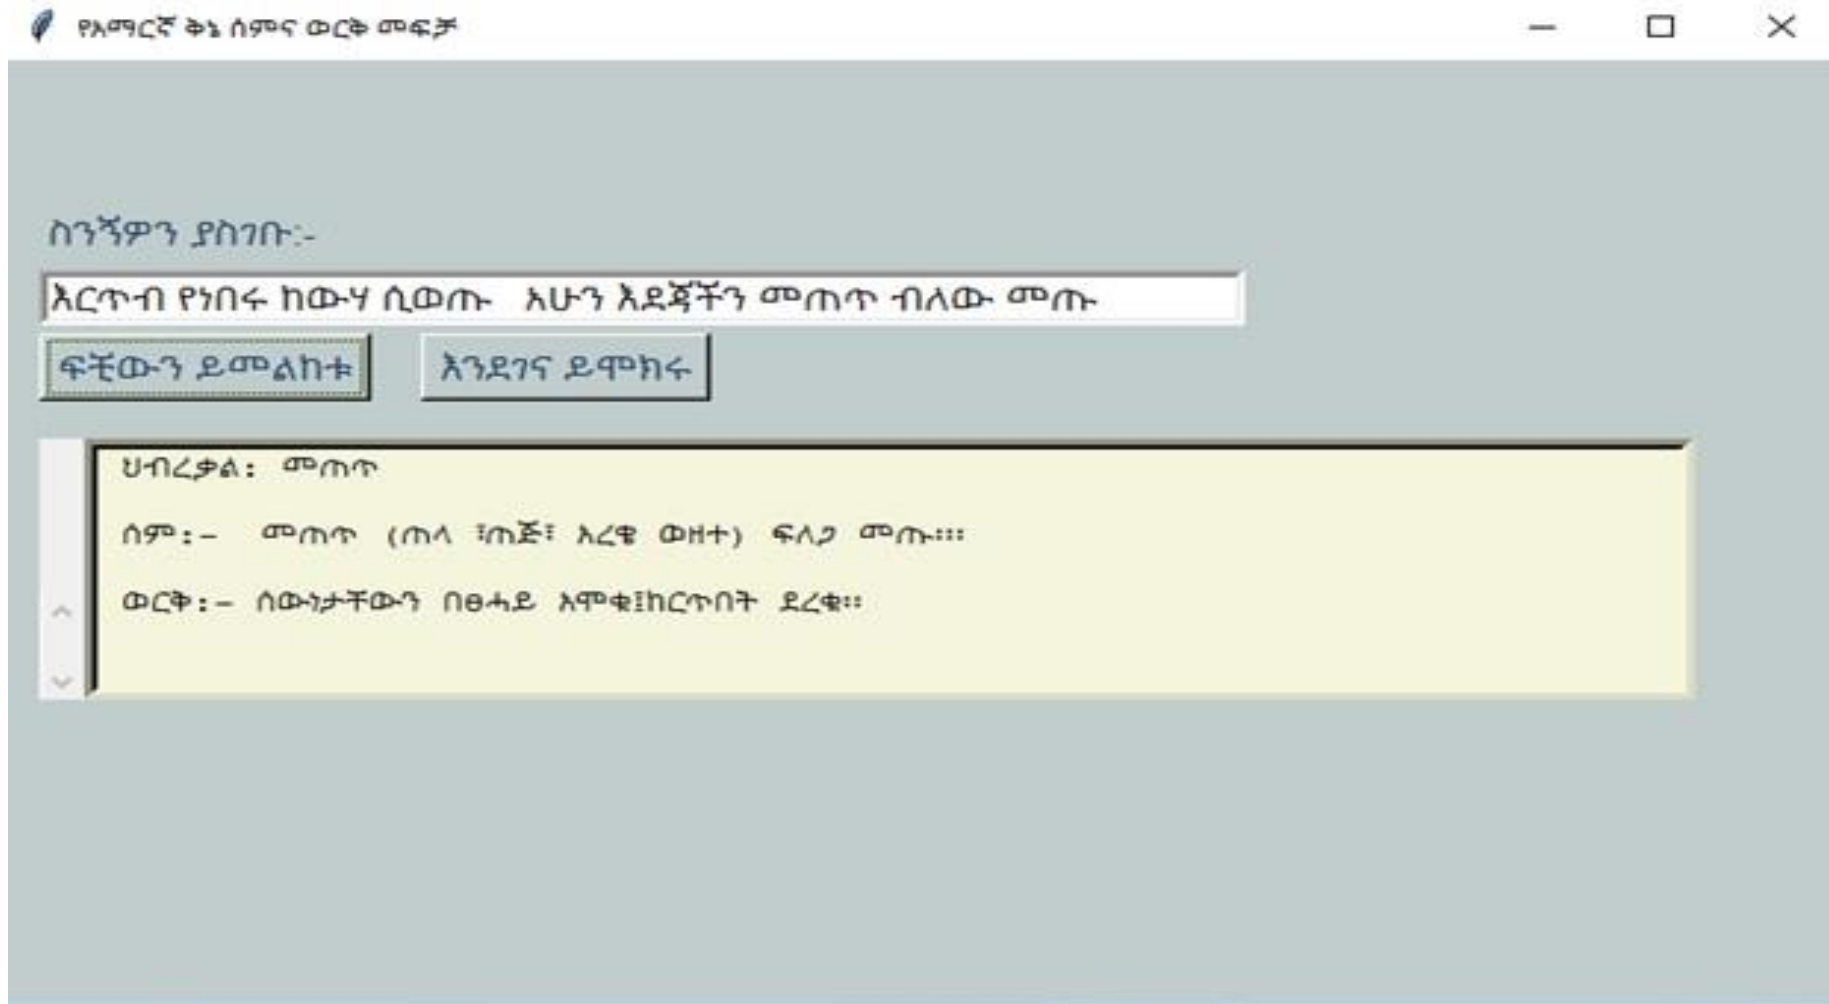 የአማርኛ ቅኔ ሰምና ወርቅ መፍቻ
ስንኝዎን ያስገቡ:-
እርጥብ የነበሩ ከውሃ ሲወጡ አሁን እደጃችን መጠጥ ብለው መጡ
ፍቺውን ይመልከቱ እንደገና ይሞክሩ
ህብረቃል: መጠጥ
ሰም:- መጠጥ (ጠላ ፣ጠጅ፣ አረቄ ወዘተ) ፍለጋ መጡ።፡
ወርቅ:- ሰውነታቸውን በፀሓይ አሞቁ፤ከርጥበት ደረቁ።